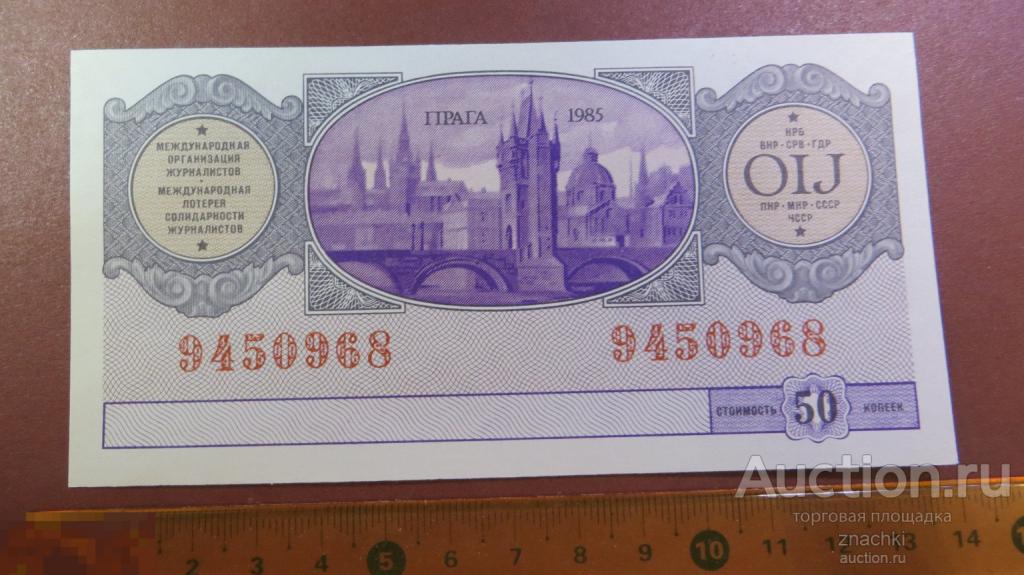 МЕЖДУНАРОДНАЯ
ОРГАНИЗАЦИЯ
ЖУРНАЛИСТОВ
МЕЖДУНАРОДНАЯ
ЛОТЕРЕЯ
СОЛИДАРНОСТИ
ЖУРНАЛИСТОВ
ПРАГА 1985
НРБ
ВНР · СРВ · ГДР
OIJ
ПНР · МНР · СССР
ЧССР
9450968 9450968
СТОИМОСТЬ 50 КОПЕЕК
Auction.ru
торговая площадка
znachki
auction.ru
2 3 4 5 6 7 8 9 10 11 12 13 14